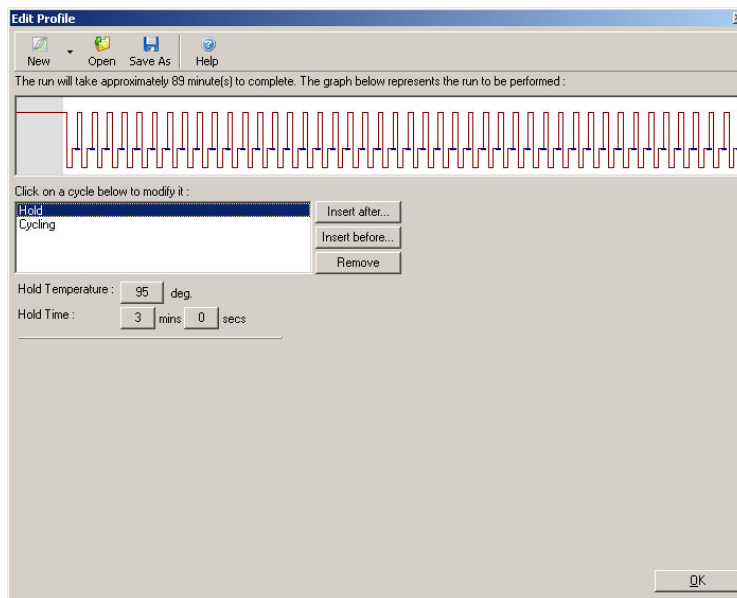 Edit Profile
New Open Save As Help
The run will take approximately 89 minute(s) to complete. The graph below represents the run to be performed :
Click on a cycle below to modify it :
Hold
Cycling
Insert after...
Insert before...
Remove
Hold Temperature : 95 deg.
Hold Time : 3 mins 0 secs
OK